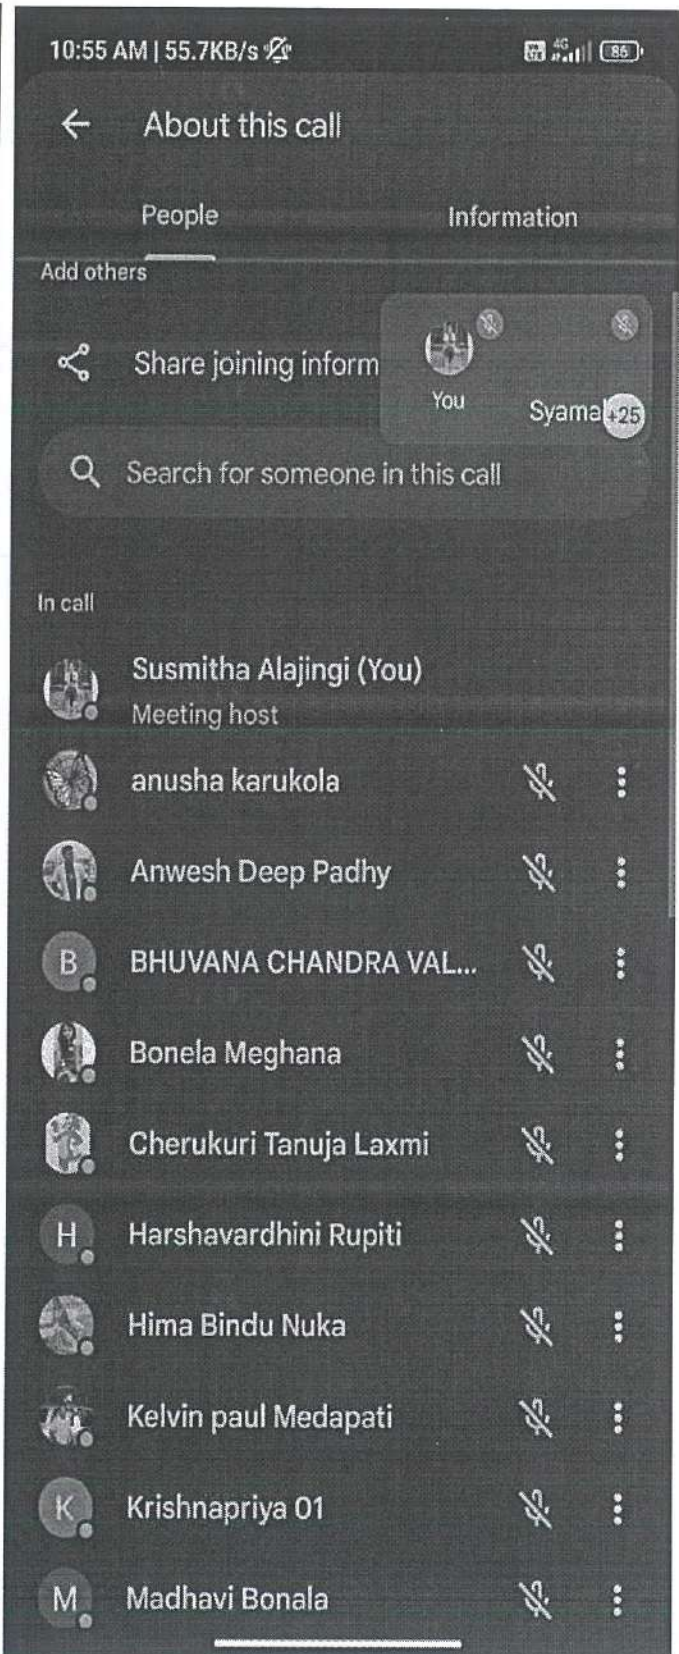 10:55 AM | 55.7KB/s
4G
86
About this call
People
Information
Add others
Share joining inform
You
Syamal
+25
Search for someone in this call
In call
Susmitha Alajingi (You)
Meeting host
anusha karukola
Anwesh Deep Padhy
B
BHUVANA CHANDRA VAL...
Bonela Meghana
Cherukuri Tanuja Laxmi
H
Harshavardhini Rupiti
Hima Bindu Nuka
Kelvin paul Medapati
K
Krishnapriya 01
M
Madhavi Bonala